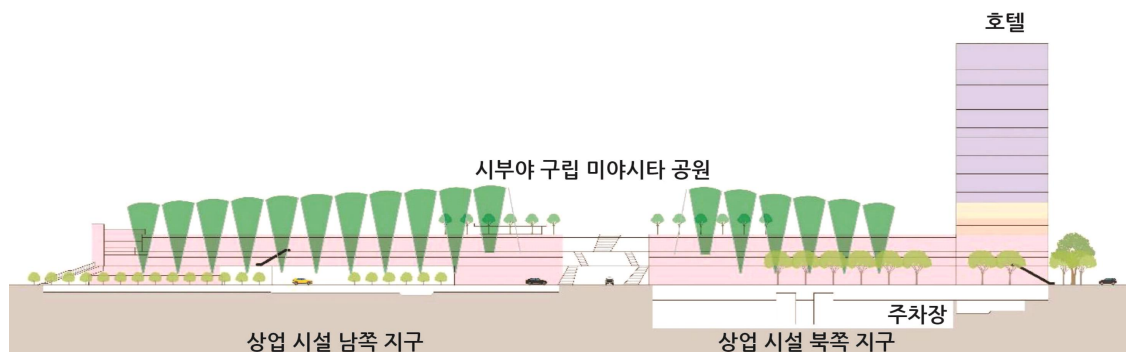 호텔
시부야 구립 미야시타 공원
주차장
상업 시설 남쪽 지구
상업 시설 북쪽 지구